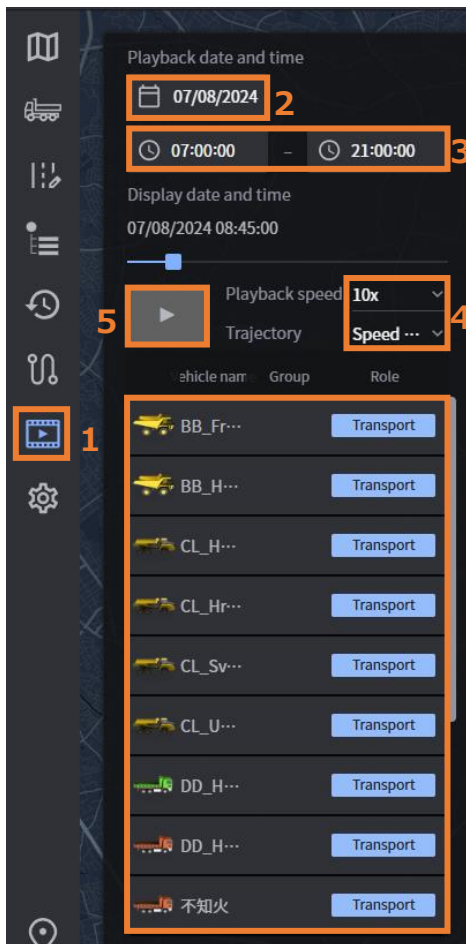 Playback date and time
07/08/2024 2
07:00:00 – 21:00:00 3
Display date and time
07/08/2024 08:45:00
5 Playback speed 10x 4
Trajectory Speed ···
ehicle nam Group Role
1
BB_Fr··· Transport
BB_H··· Transport
CL_H··· Transport
CL_Hr··· Transport
CL_Sv··· Transport
CL_U··· Transport
DD_H··· Transport
DD_H··· Transport
不知火 Transport